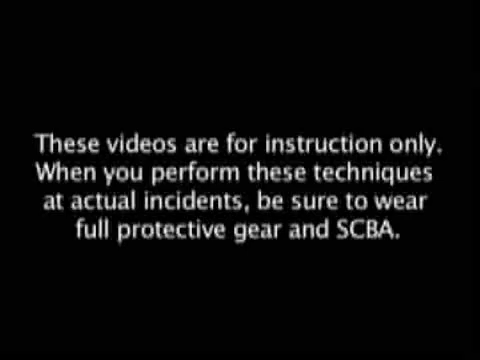 These videos are for instruction only.
When you perform these techniques
at actual incidents, be sure to wear
full protective gear and SCBA.